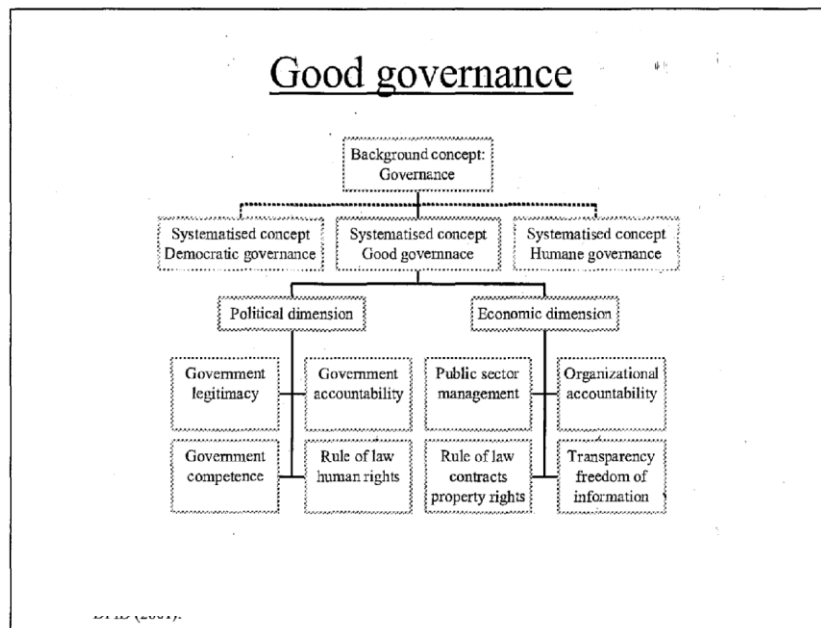 Good governance
Background concept:
Governance
Systematised concept
Democratic governance
Systematised concept
Good governnace
Systematised concept
Humane governance
Political dimension
Economic dimension
Government
legitimacy
Government
accountability
Public sector
management
Organizational
accountability
Government
competence
Rule of law
human rights
Rule of law
contracts
property rights
Transparency
freedom of
information